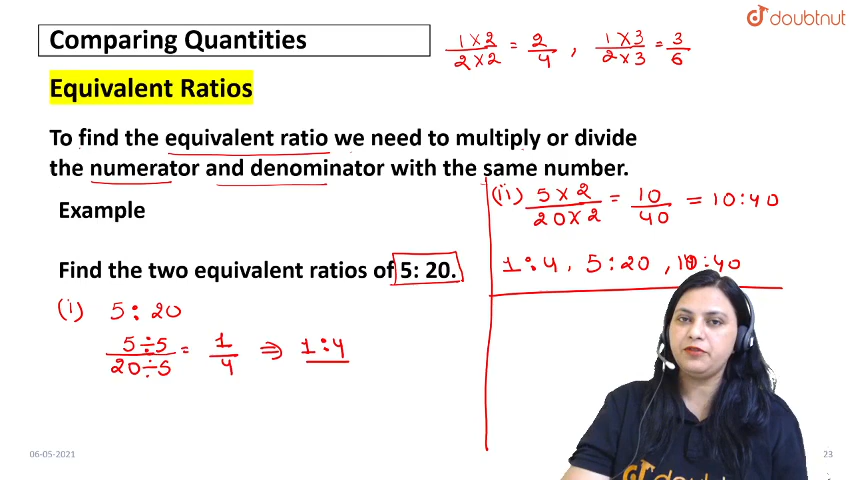 doubtnut
Comparing Quantities
1 × 2 / 2 × 2 = 2/4 , 1 × 3 / 2 × 3 = 3/6
Equivalent Ratios
To find the equivalent ratio we need to multiply or divide
the numerator and denominator with the same number.
Example
(ii) 5 × 2 / 20 × 2 = 10/40 = 10:40
1:4, 5:20, 10:40
Find the two equivalent ratios of 5: 20.
(i) 5 : 20
5 ÷ 5 / 20 ÷ 5 = 1/4 ⇒ 1:4
06-05-2021
23
doubtnut